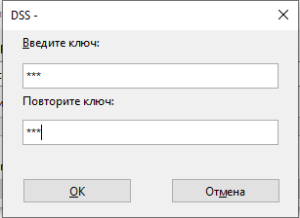 DSS -
Введите ключ:
***
Повторите ключ:
***
OK
Отмена